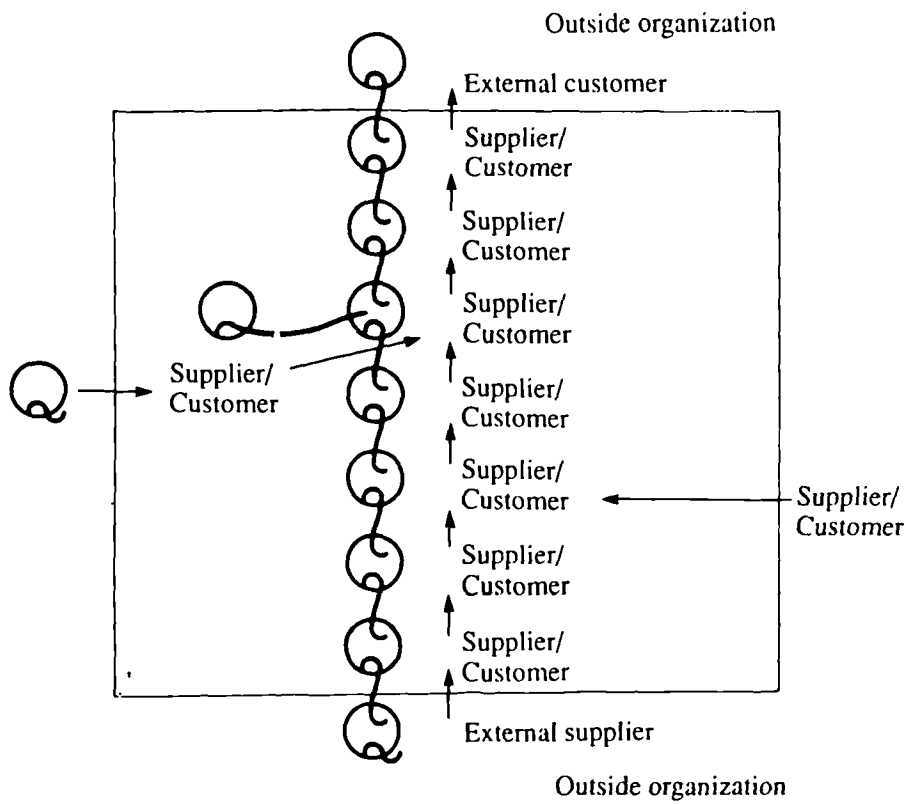 Outside organization
External customer
Supplier/
Customer
Supplier/
Customer
Supplier/
Customer
Supplier/
Customer
Supplier/
Customer
Supplier/
Customer
Supplier/
Customer
Supplier/
Customer
Supplier/
Customer
External supplier
Outside organization